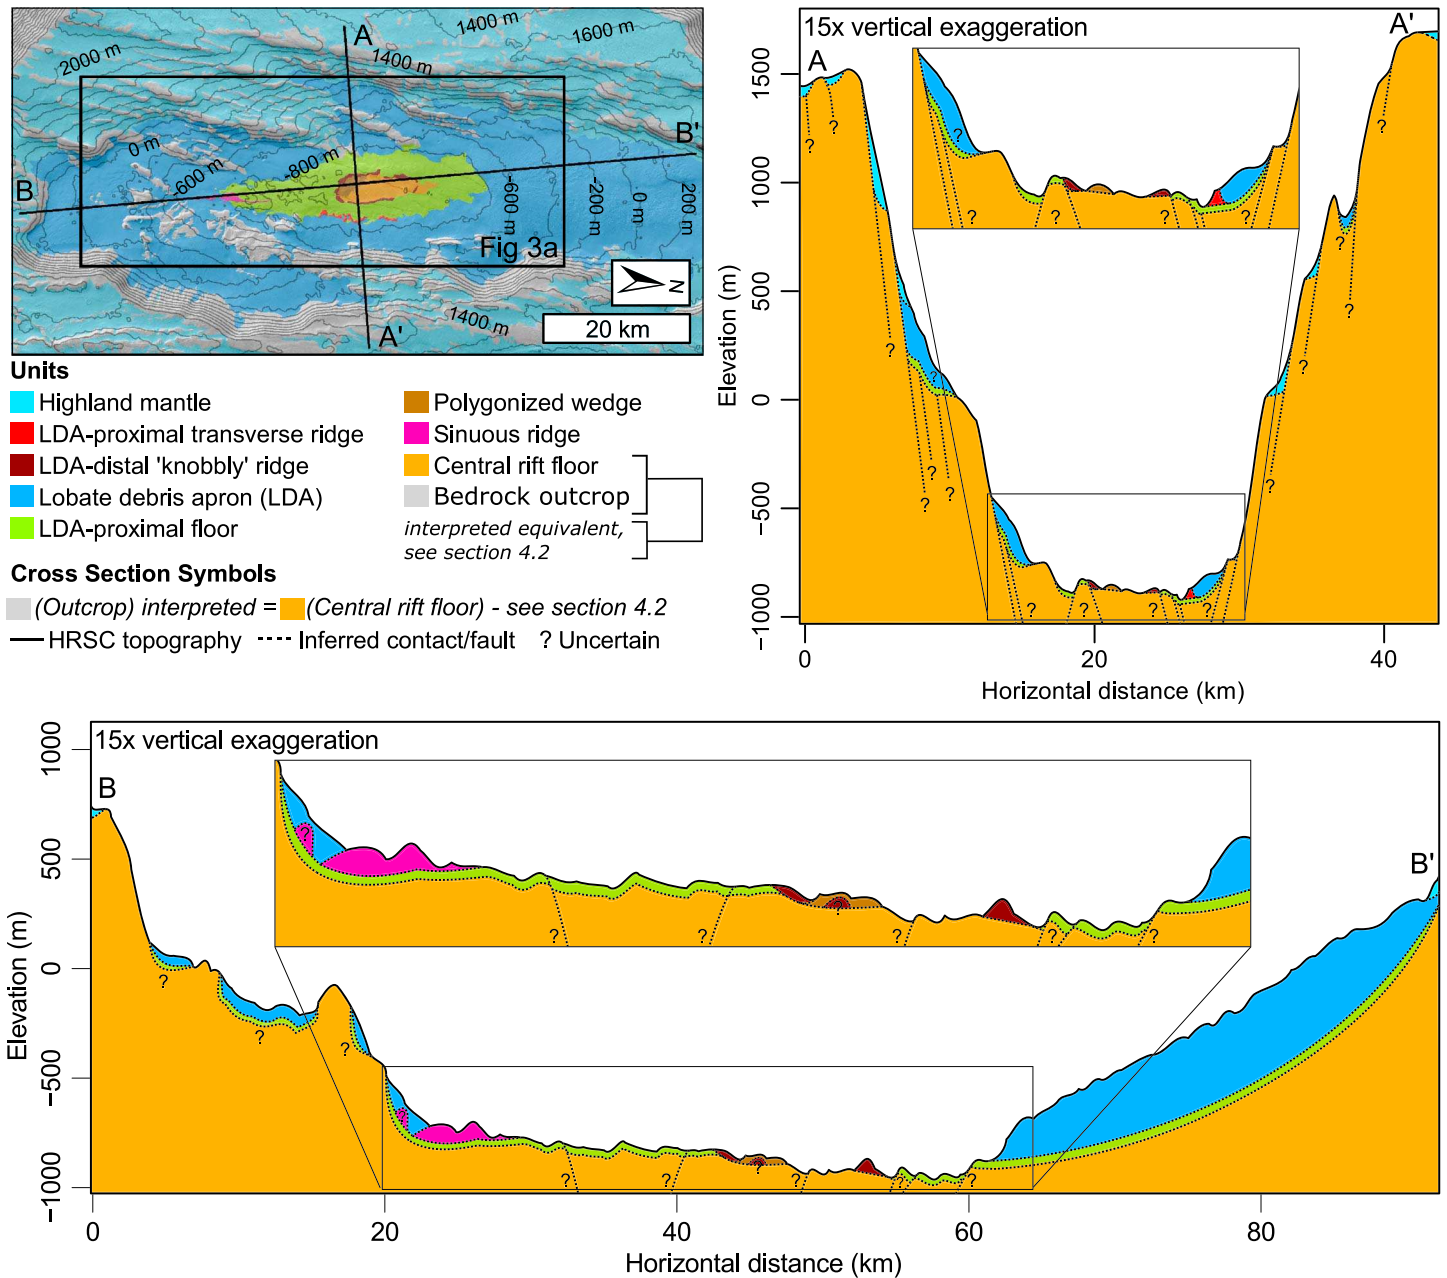 A
1400 m
1600 m
2000 m
1400 m
B'
0 m
-800 m
-600 m
B
-600 m
-200 m
0 m
200 m
Fig 3a
N
1400 m
20 km
A'
Units
Highland mantle
LDA-proximal transverse ridge
LDA-distal 'knobbly' ridge
Lobate debris apron (LDA)
LDA-proximal floor
Polygonized wedge
Sinuous ridge
Central rift floor
Bedrock outcrop
interpreted equivalent,
see section 4.2
Cross Section Symbols
(Outcrop) interpreted = (Central rift floor) - see section 4.2
HRSC topography Inferred contact/fault ? Uncertain
15x vertical exaggeration
A
A'
Elevation (m)
1500
1000
500
0
−500
−1000
? ? ? ? ? ?
? ? ? ? ? ? ? ? ? ?
? ? ? ? ? ?
? ? ? ?
0 20 40
Horizontal distance (km)
15x vertical exaggeration
B
B'
Elevation (m)
1000
500
0
−500
−1000
?
? ? ? ? ?
? ? ? ?
? ? ? ? ? ?
0 20 40 60 80
Horizontal distance (km)